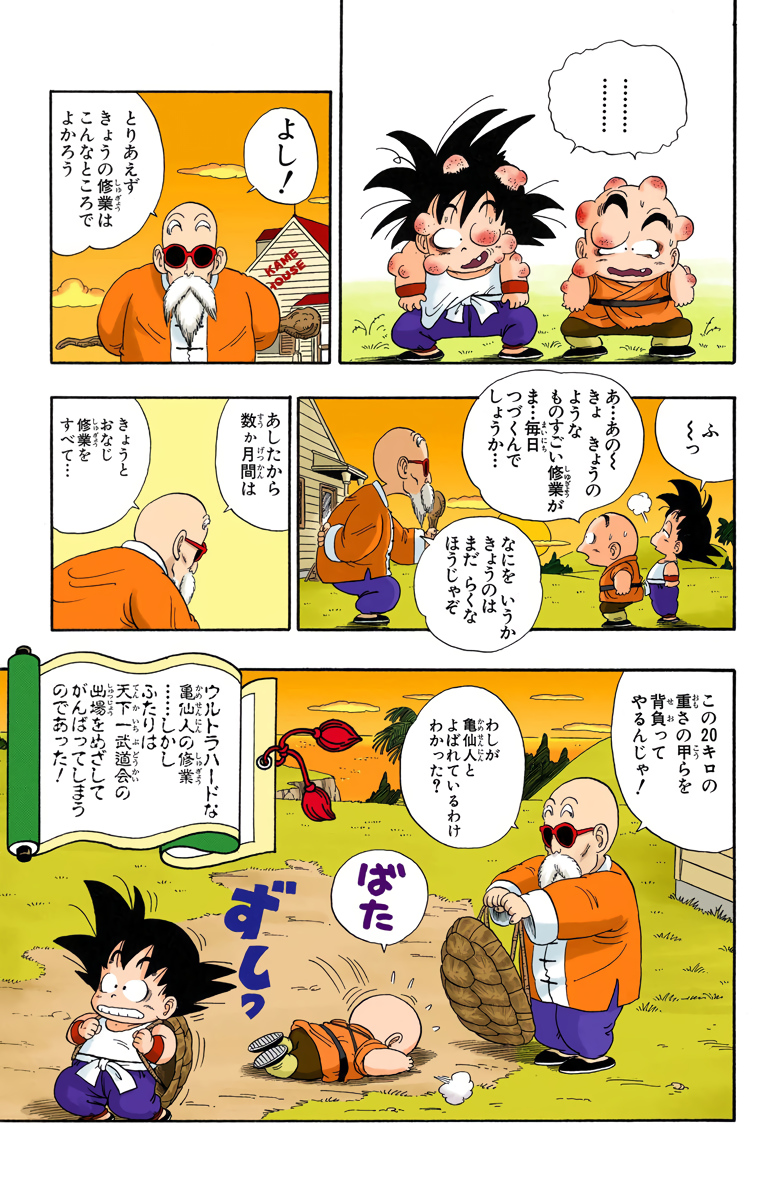 ‥‥‥‥
よし！
とりあえず
きょうの修業は
こんなところで
よかろう
KAME
HOUSE
ふ
〜っ
あ…あの〜
きょ　きょうの
ような
ものすごい修業が
ま…毎日
つづくんで
しょうか…
なにを　いうか
きょうのは
まだ　らくな
ほうじゃぞ
あしたから
数か月間は
きょうと
おなじ
修業を
すべて…
この20キロの
重さの甲らを
背負って
やるんじゃ！
わしが
亀仙人と
よばれているわけ
わかった？
ばた
ずしっ
ウルトラハードな
亀仙人の修業
……しかし
ふたりは
天下一武道会の
出場をめざして
がんばってしまう
のであった！